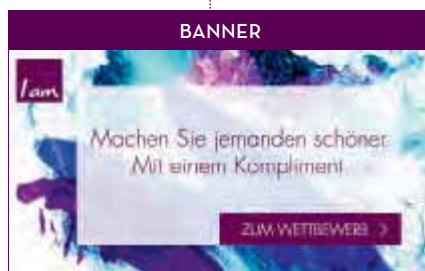 BANNER
I am
Machen Sie jemanden schöner.
Mit einem Kompliment
ZUM WETTBEWERB >